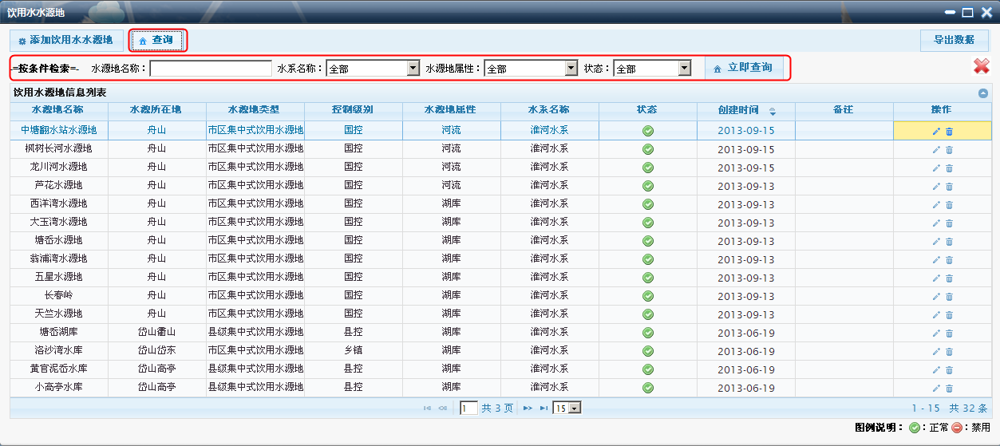 饮用水水源地
添加饮用水水源地 查询 导出数据
-=按条件检索=- 水源地名称： 水系名称： 全部 水源地属性： 全部 状态： 全部 立即查询
饮用水源地信息列表
水源地名称 水源所在地 水源地类型 控制级别 水源地属性 水系名称 状态 创建时间 备注 操作
中塘翻水站水源地 舟山 市区集中式饮用水源地 国控 河流 淮河水系 2013-09-15
枫树长河水源地 舟山 市区集中式饮用水源地 国控 河流 淮河水系 2013-09-15
龙川河水源地 舟山 市区集中式饮用水源地 国控 河流 淮河水系 2013-09-15
芦花水源地 舟山 市区集中式饮用水源地 国控 河流 淮河水系 2013-09-13
西洋湾水源地 舟山 市区集中式饮用水源地 国控 湖库 淮河水系 2013-09-13
大玉湾水源地 舟山 市区集中式饮用水源地 国控 湖库 淮河水系 2013-09-13
塘岙水源地 舟山 市区集中式饮用水源地 国控 湖库 淮河水系 2013-09-13
翁浦湾水源地 舟山 市区集中式饮用水源地 国控 湖库 淮河水系 2013-09-13
五星水源地 舟山 市区集中式饮用水源地 国控 湖库 淮河水系 2013-09-13
长春岭 舟山 市区集中式饮用水源地 国控 湖库 淮河水系 2013-09-13
天竺水源地 舟山 市区集中式饮用水源地 国控 湖库 淮河水系 2013-09-13
塘岙湖库 岱山衢山 县级集中式饮用水源地 县控 湖库 淮河水系 2013-06-19
洛沙湾水库 岱山岱东 市区集中式饮用水源地 乡镇 湖库 淮河水系 2013-06-19
黄官泥岙水库 岱山高亭 县级集中式饮用水源地 县控 湖库 淮河水系 2013-06-19
小高亭水库 岱山高亭 县级集中式饮用水源地 县控 湖库 淮河水系 2013-06-19
1 共 3 页 15 1 - 15 共 32 条
图例说明： ：正常 ：禁用